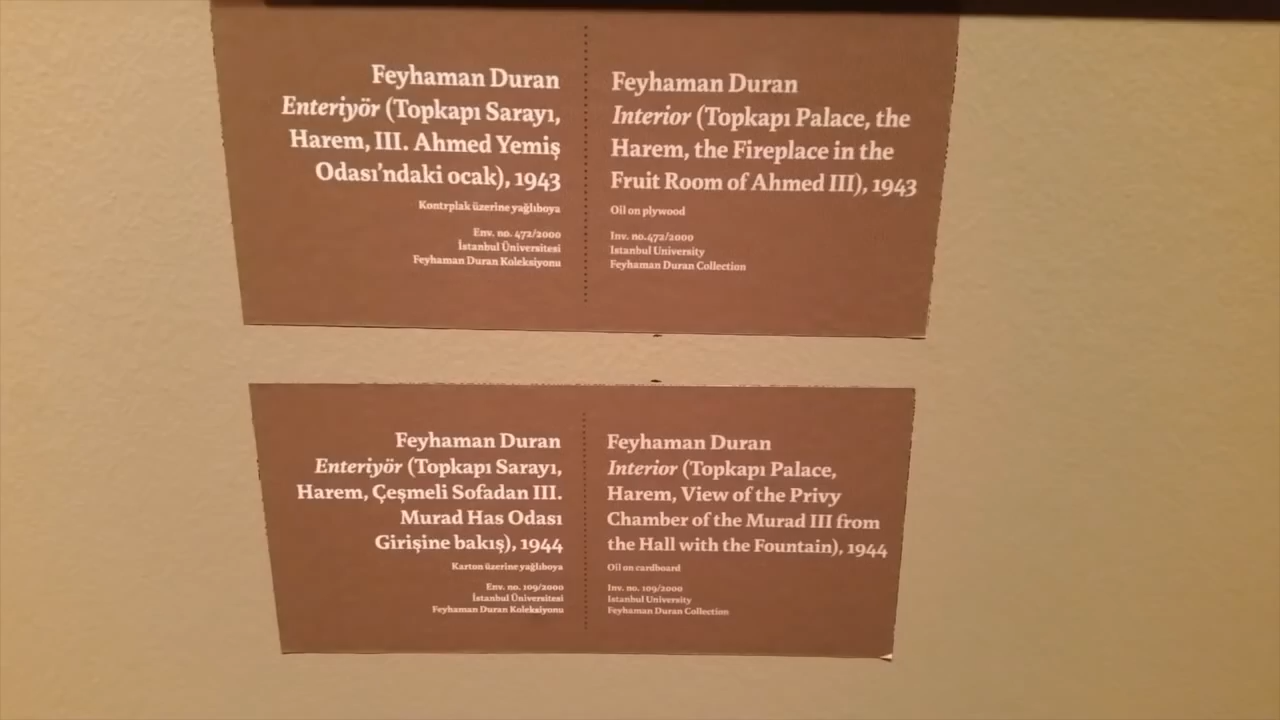 Feyhaman Duran
Enteriyör (Topkapı Sarayı,
Harem, III. Ahmed Yemiş
Odası'ndaki ocak), 1943
Kontrplak üzerine yağlıboya
Env. no. 472/2000
İstanbul Üniversitesi
Feyhaman Duran Koleksiyonu
Feyhaman Duran
Interior (Topkapı Palace, the
Harem, the Fireplace in the
Fruit Room of Ahmed III), 1943
Oil on plywood
Inv. no.472/2000
Istanbul University
Feyhaman Duran Collection
Feyhaman Duran
Enteriyör (Topkapı Sarayı,
Harem, Çeşmeli Sofadan III.
Murad Has Odası
Girişine bakış), 1944
Karton üzerine yağlıboya
Env. no. 109/2000
İstanbul Üniversitesi
Feyhaman Duran Koleksiyonu
Feyhaman Duran
Interior (Topkapı Palace,
Harem, View of the Privy
Chamber of the Murad III from
the Hall with the Fountain), 1944
Oil on cardboard
Inv. no. 109/2000
Istanbul University
Feyhaman Duran Collection